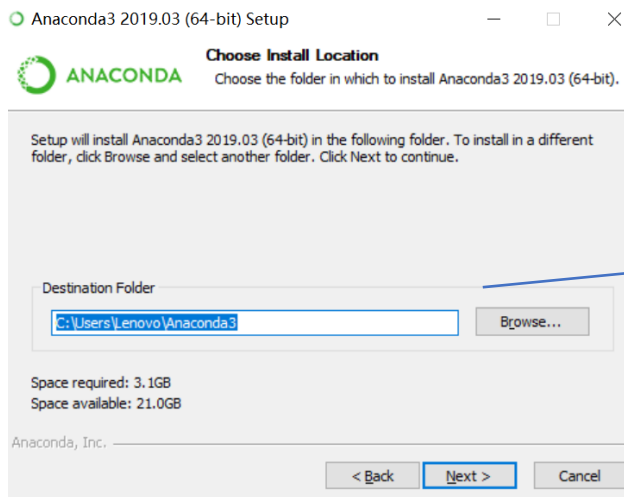 Anaconda3 2019.03 (64-bit) Setup
ANACONDA
Choose Install Location
Choose the folder in which to install Anaconda3 2019.03 (64-bit).
Setup will install Anaconda3 2019.03 (64-bit) in the following folder. To install in a different
folder, click Browse and select another folder. Click Next to continue.
Destination Folder
C:\Users\Lenovo\Anaconda3
Browse...
Space required: 3.1GB
Space available: 21.0GB
Anaconda, Inc.
< Back
Next >
Cancel